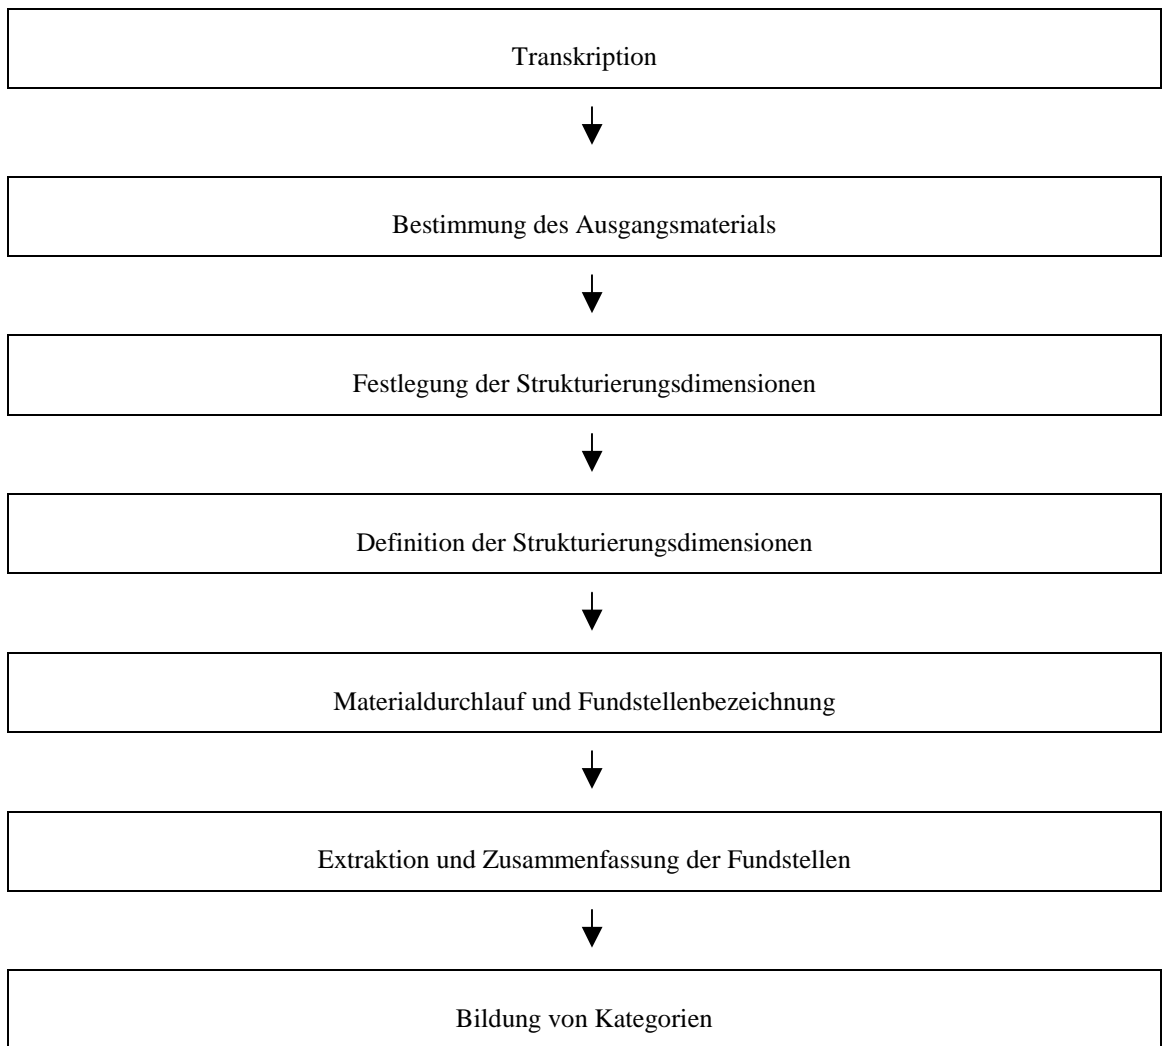 Transkription
Bestimmung des Ausgangsmaterials
Festlegung der Strukturierungsdimensionen
Definition der Strukturierungsdimensionen
Materialdurchlauf und Fundstellenbezeichnung
Extraktion und Zusammenfassung der Fundstellen
Bildung von Kategorien